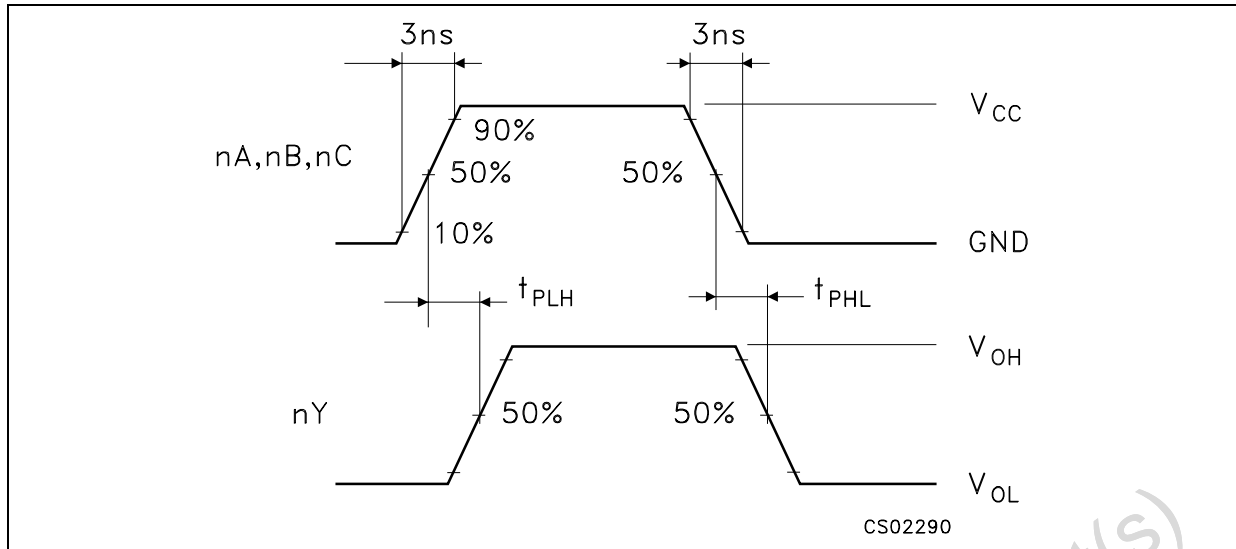 3ns 3ns
V_CC
90%
nA,nB,nC 50% 50%
10% GND
t_PLH t_PHL
V_OH
nY 50% 50%
V_OL
CS02290
t(s)